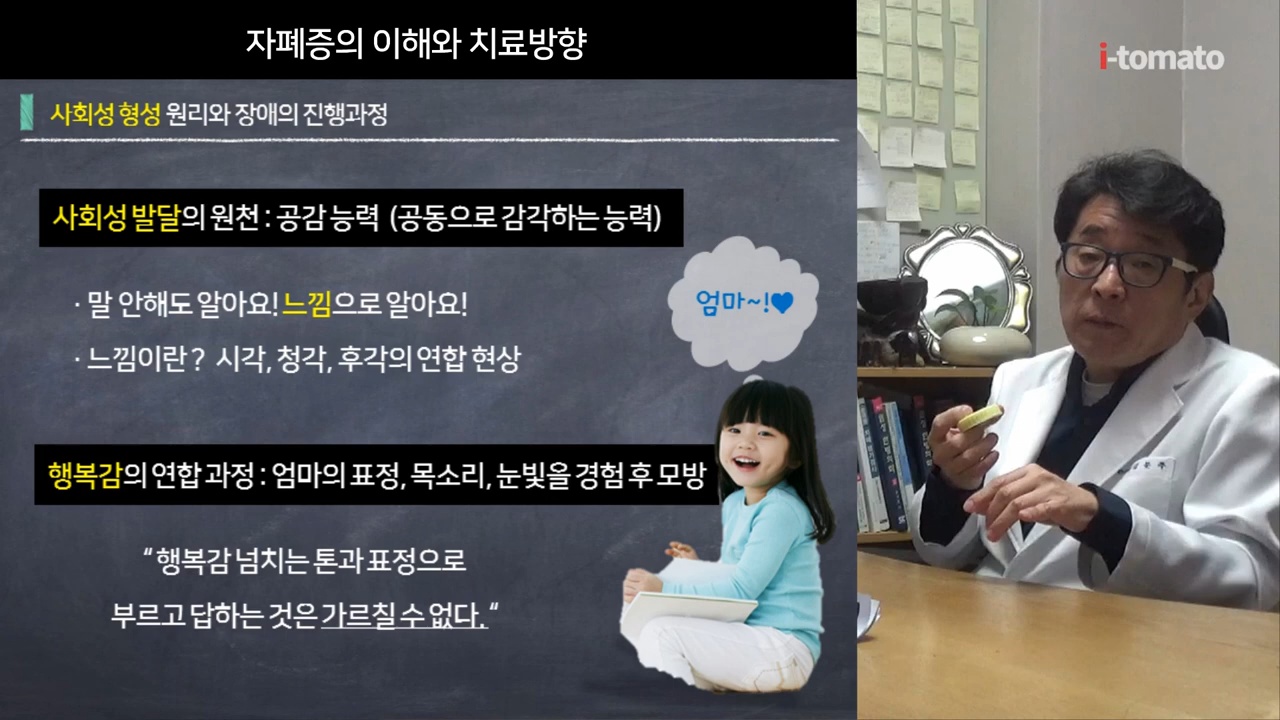 자폐증의 이해와 치료방향
i-tomato
사회성 형성 원리와 장애의 진행과정
사회성 발달의 원천 : 공감 능력 (공동으로 감각하는 능력)
· 말 안해도 알아요! 느낌으로 알아요!
엄마~!♥
· 느낌이란? 시각, 청각, 후각의 연합 현상
행복감의 연합 과정 : 엄마의 표정, 목소리, 눈빛을 경험 후 모방
“행복감 넘치는 톤과 표정으로
부르고 답하는 것은 가르칠 수 없다.“